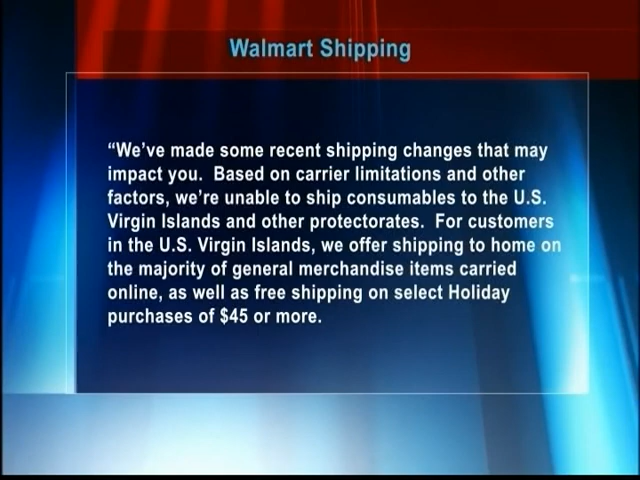 Walmart Shipping
“We’ve made some recent shipping changes that may
impact you.  Based on carrier limitations and other
factors, we’re unable to ship consumables to the U.S.
Virgin Islands and other protectorates.  For customers
in the U.S. Virgin Islands, we offer shipping to home on
the majority of general merchandise items carried
online, as well as free shipping on select Holiday
purchases of $45 or more.